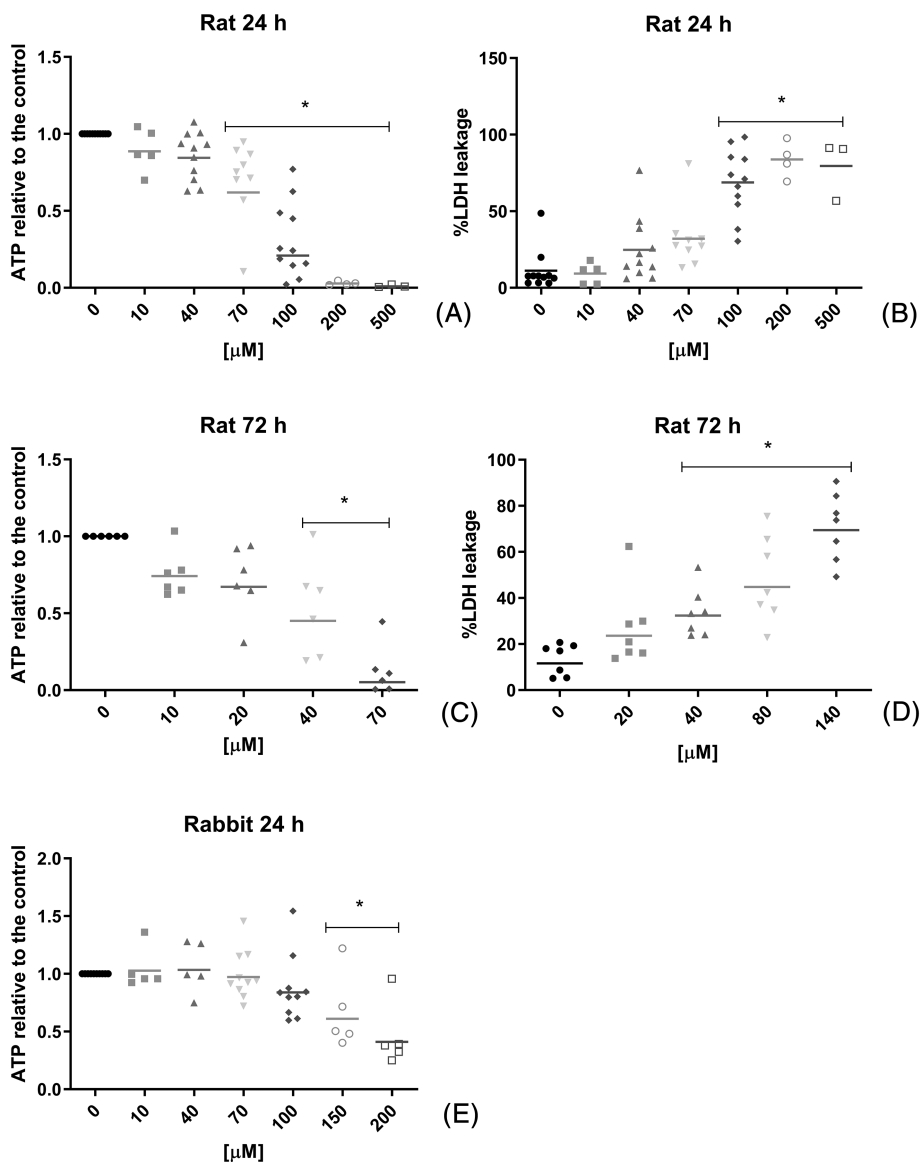 Rat 24 h
ATP relative to the control
1.5
1.0
0.5
0.0
*
0 10 40 70 100 200 500
[µM]
(A)
Rat 24 h
%LDH leakage
150
100
50
0
*
0 10 40 70 100 200 500
[µM]
(B)
Rat 72 h
ATP relative to the control
1.5
1.0
0.5
0.0
*
0 10 20 40 70
[µM]
(C)
Rat 72 h
%LDH leakage
100
80
60
40
20
0
*
0 20 40 80 140
[µM]
(D)
Rabbit 24 h
ATP relative to the control
2.0
1.5
1.0
0.5
0.0
*
0 10 40 70 100 150 200
[µM]
(E)